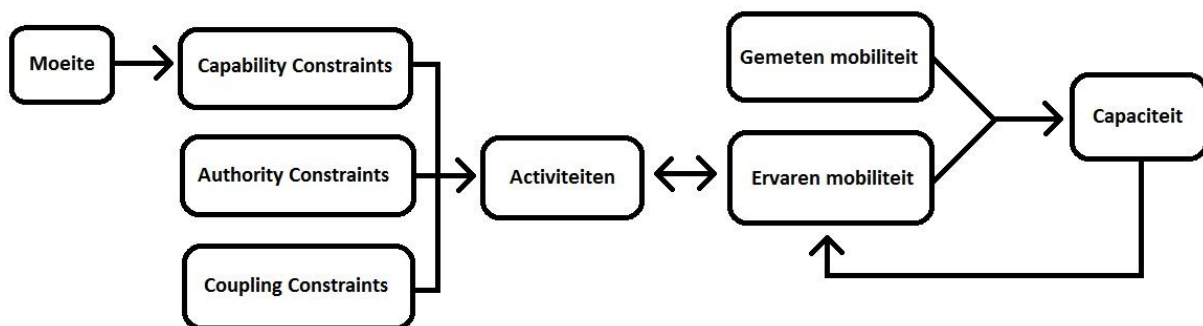 Moeite
Capability Constraints
Authority Constraints
Coupling Constraints
Activiteiten
Gemeten mobiliteit
Ervaren mobiliteit
Capaciteit